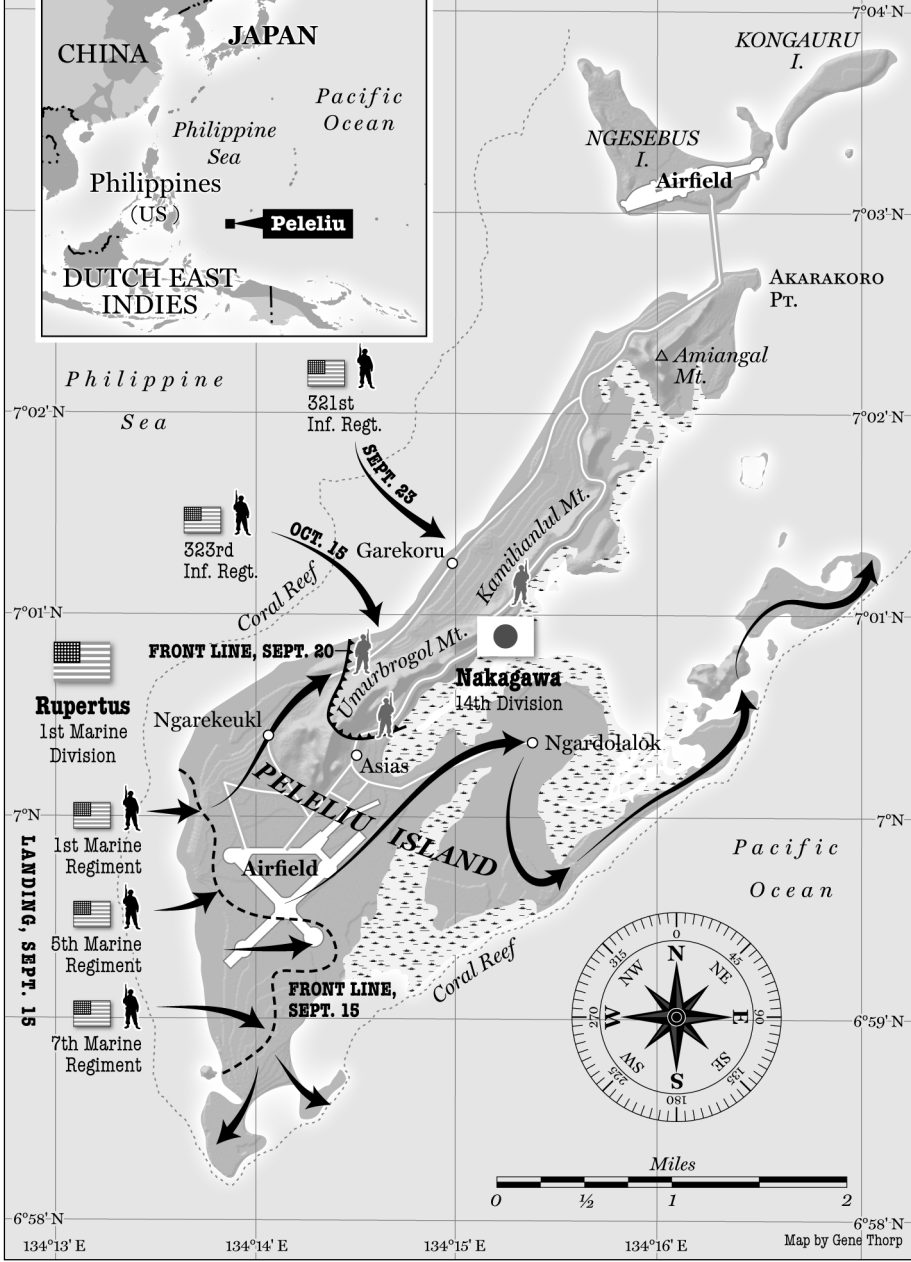 CHINA
JAPAN
Pacific
Ocean
Philippine
Sea
Philippines
(US )
Peleliu
DUTCH EAST
INDIES
7°04' N
KONGAURU
I.
NGESEBUS
I.
Airfield
7°03' N
AKARAKORO
PT.
Amiangal
Mt.
Philippine
Sea
321st
Inf. Regt.
7°02' N
7°02' N
SEPT. 23
323rd
Inf. Regt.
OCT. 15
Garekoru
Kamilianlul Mt.
Coral Reef
7°01' N
7°01' N
FRONT LINE, SEPT. 20
Umurbrogol Mt.
Rupertus
1st Marine
Division
Nakagawa
14th Division
Ngarekeukl
Ngardolalok
Asias
PELELIU
ISLAND
7°N
7°N
1st Marine
Regiment
Airfield
Pacific
Ocean
LANDING, SEPT. 15
5th Marine
Regiment
Coral Reef
FRONT LINE,
SEPT. 15
7th Marine
Regiment
0
45
90
135
180
225
270
315
N
NE
E
SE
S
SW
W
NW
6°59' N
Miles
0 ½ 1 2
6°58' N
6°58' N
134°13' E
134°14' E
134°15' E
134°16' E
Map by Gene Thorp